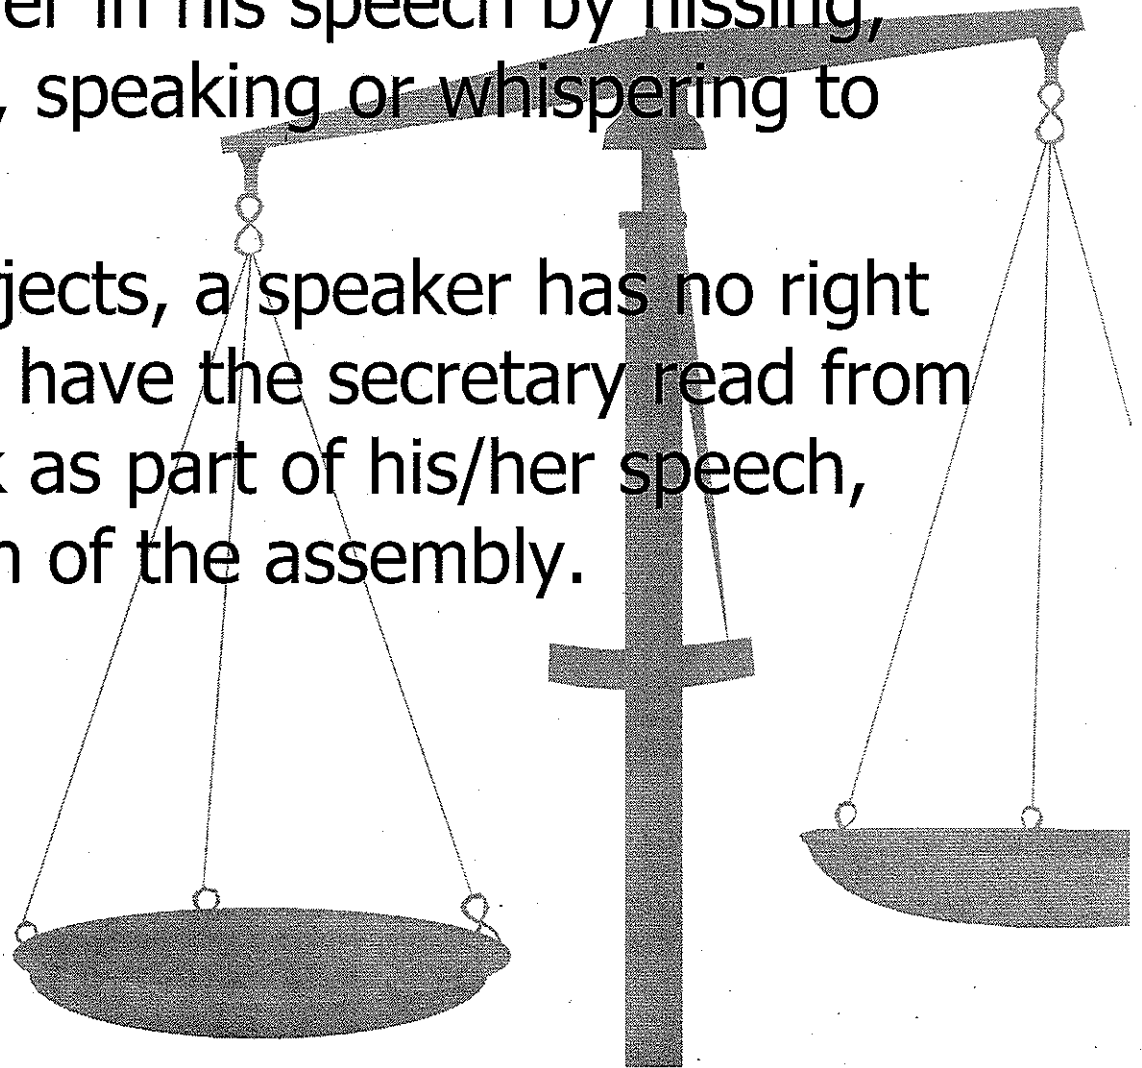 er in his speech by hissing,
, speaking or whispering to
jects, a speaker has no right
have the secretary read from
k as part of his/her speech,
n of the assembly.